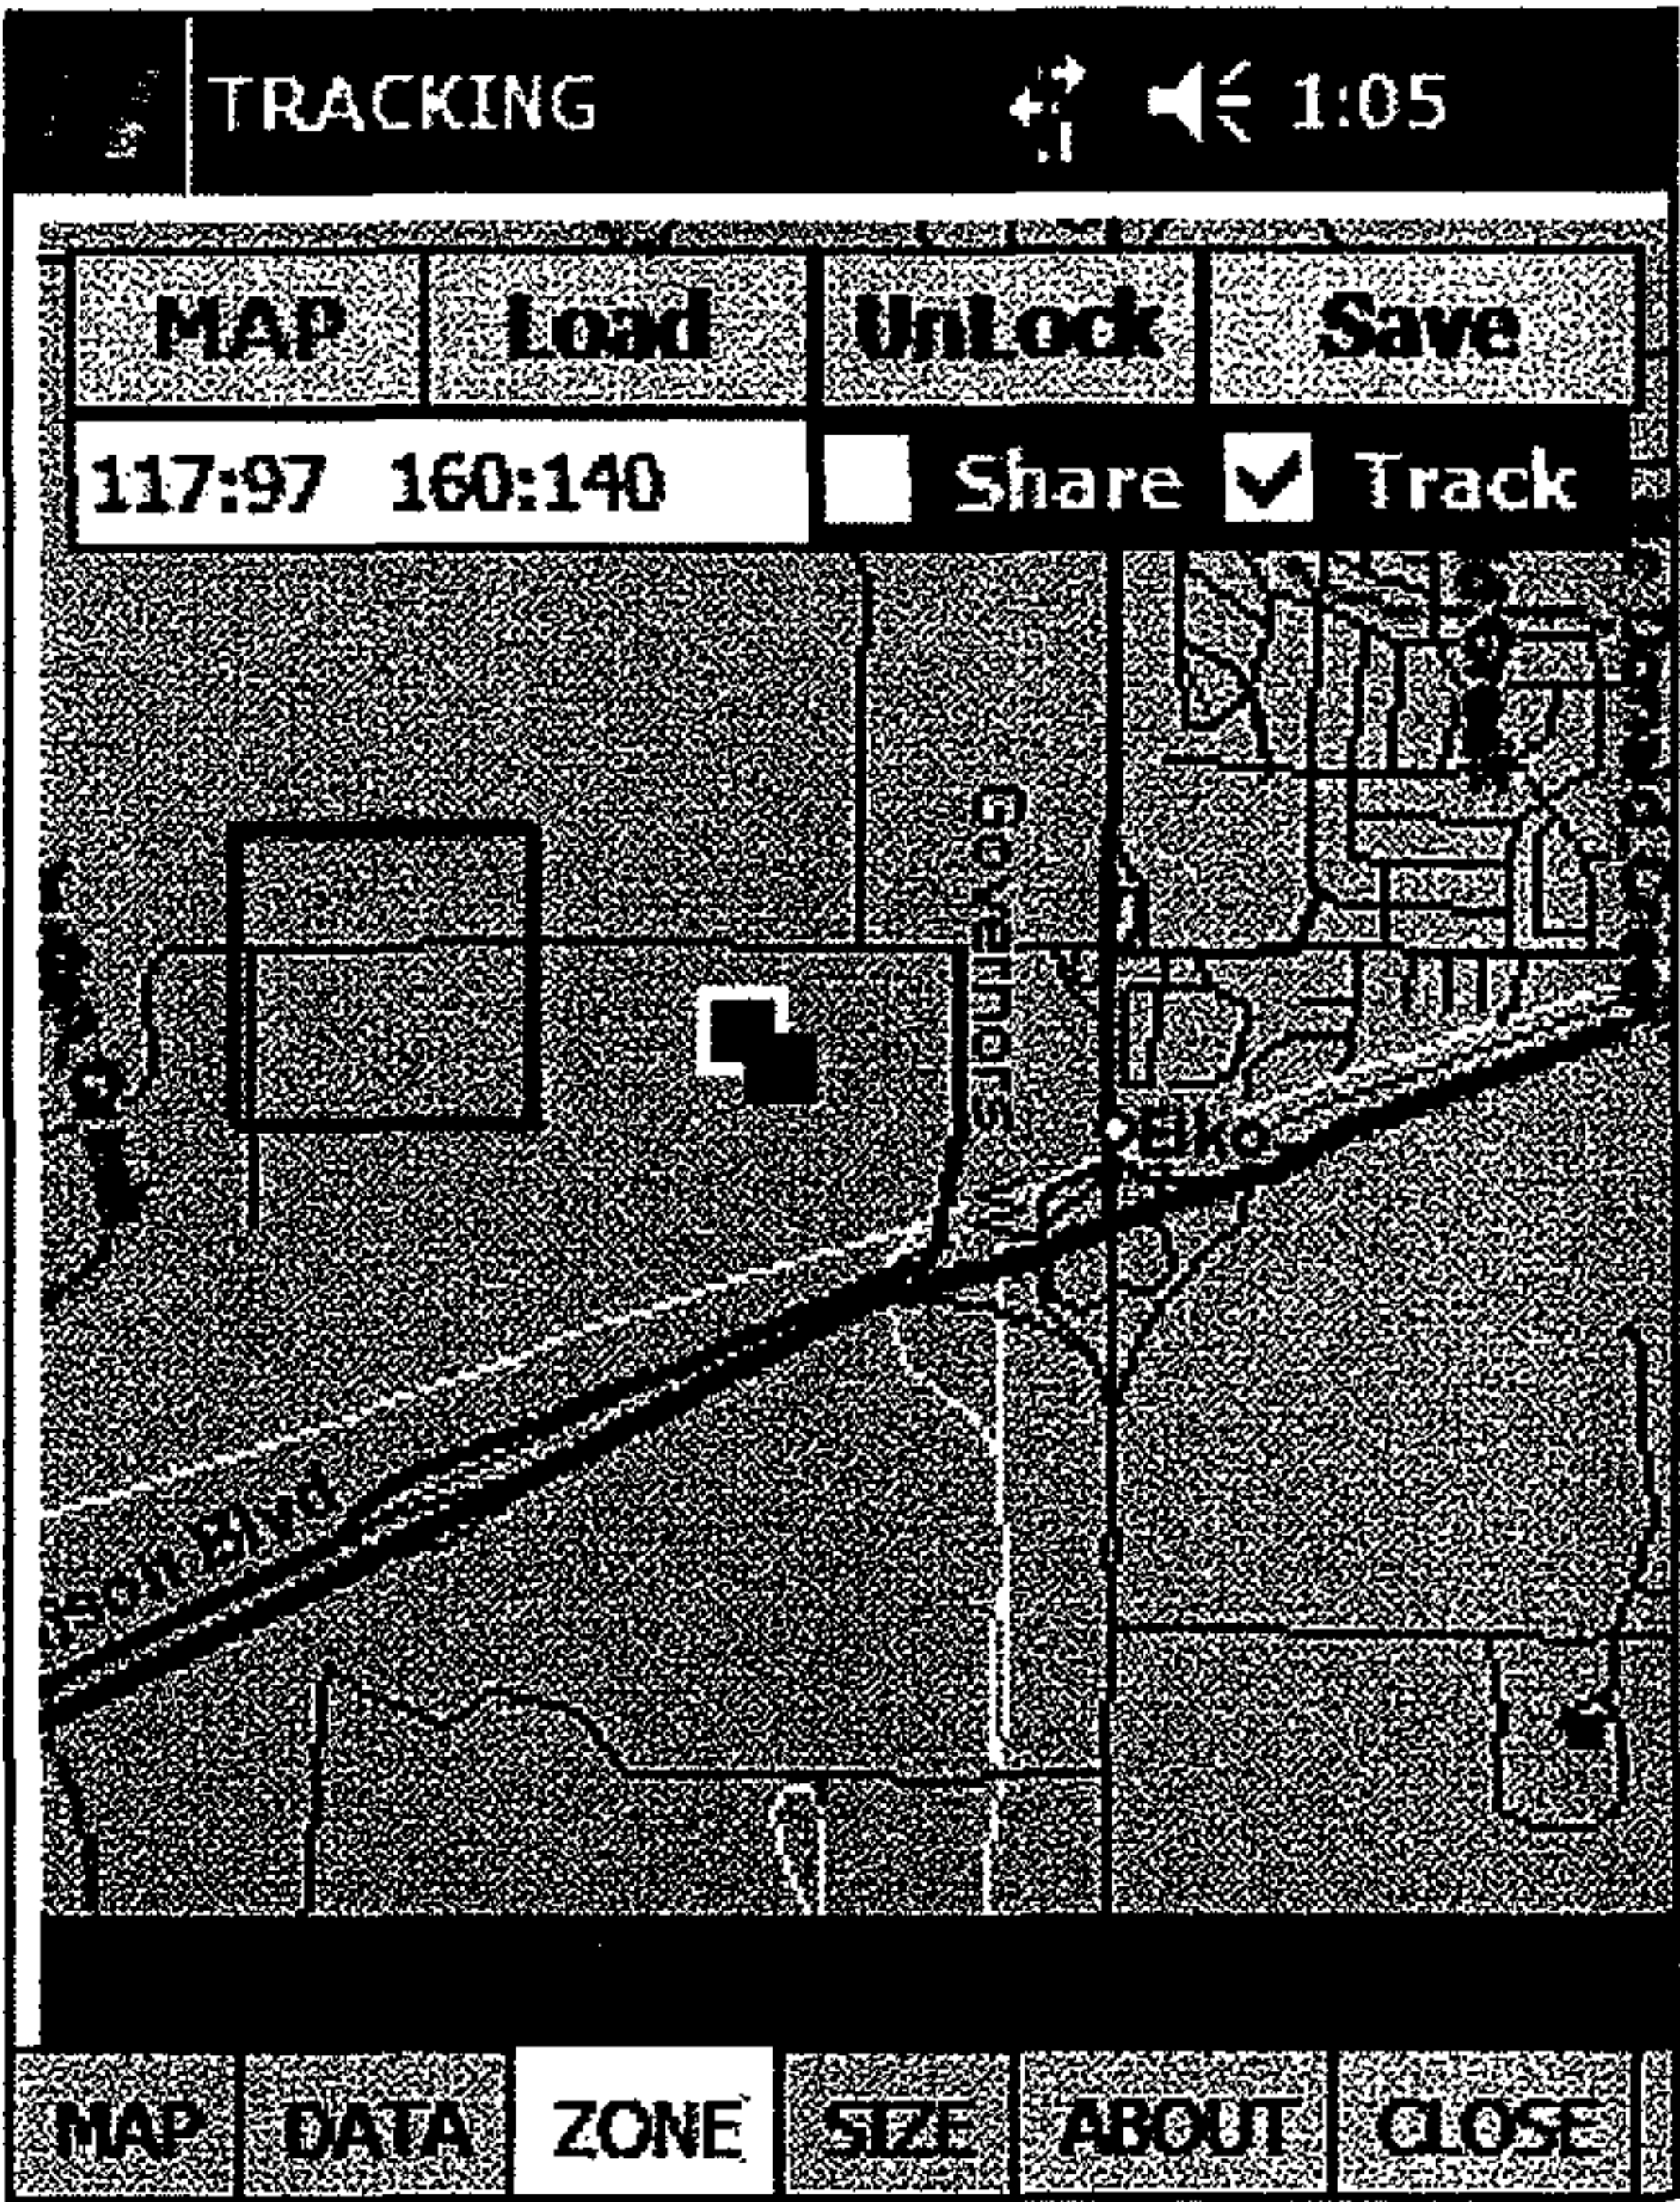 TRACKING 1:05
MAP Load UnLock Save
117:97 160:140 Share Track
Governors
Elko
Blvd
MAP DATA ZONE SIZE ABOUT CLOSE